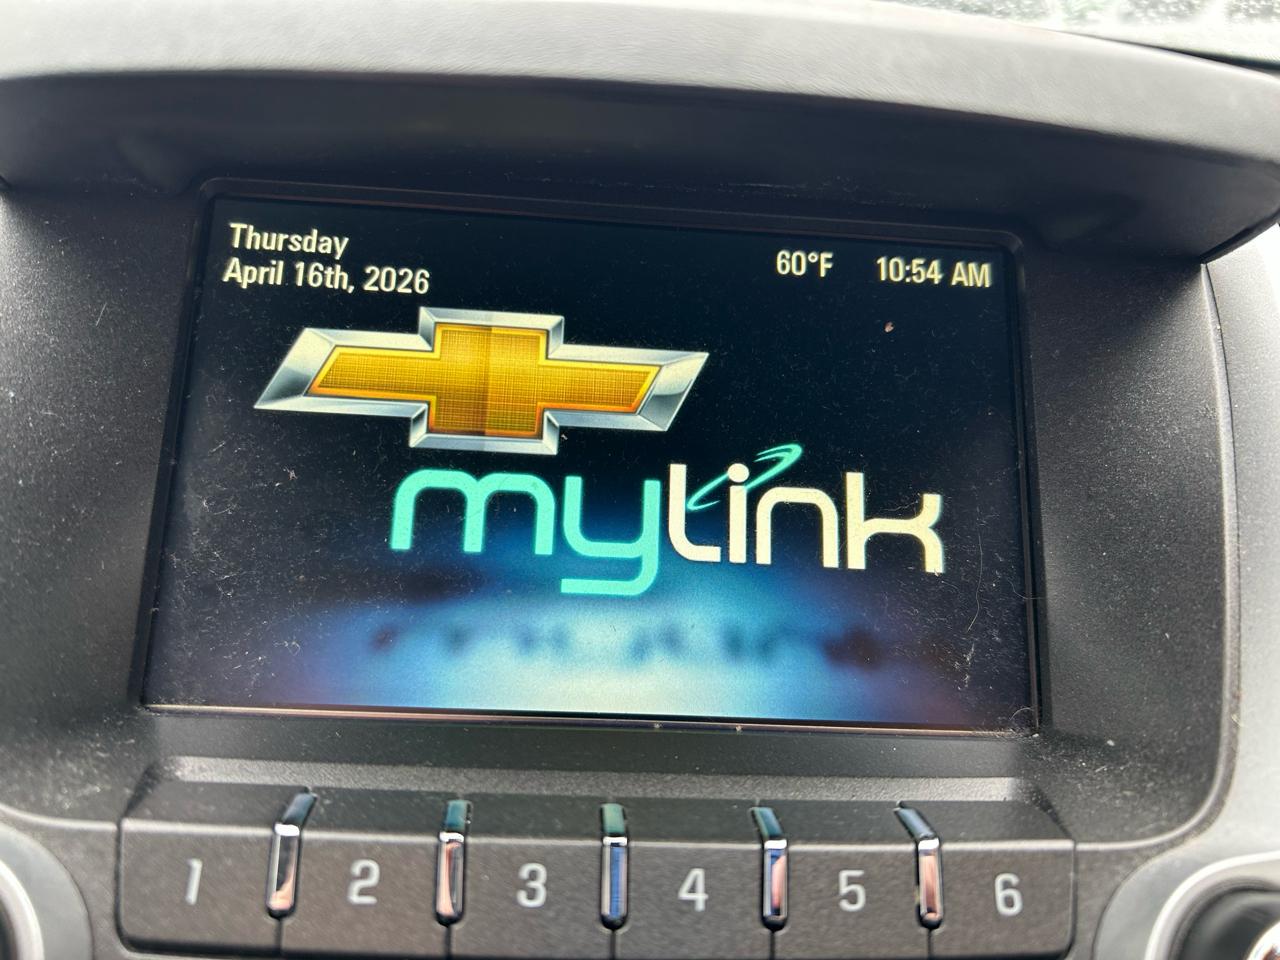 Thursday
April 16th, 2026
60°F 10:54 AM
mylink
1 2 3 4 5 6